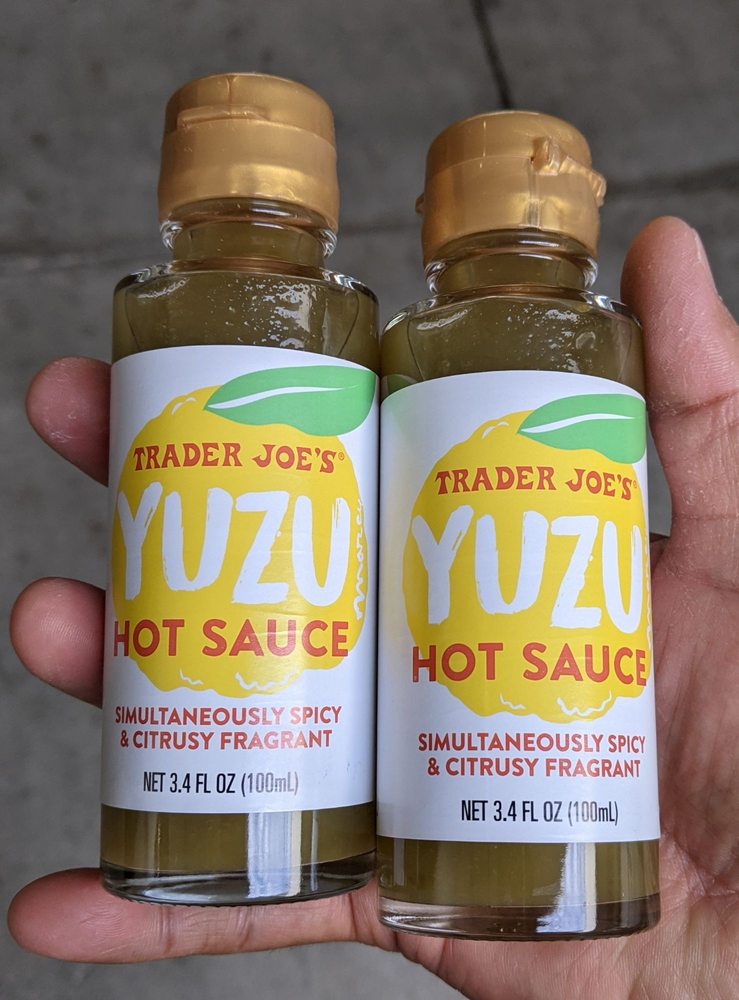 TRADER JOE'S®
YUZU
HOT SAUCE
SIMULTANEOUSLY SPICY
& CITRUSY FRAGRANT
NET 3.4 FL OZ (100mL)
TRADER JOE'S®
YUZU
HOT SAUCE
SIMULTANEOUSLY SPICY
& CITRUSY FRAGRANT
NET 3.4 FL OZ (100mL)